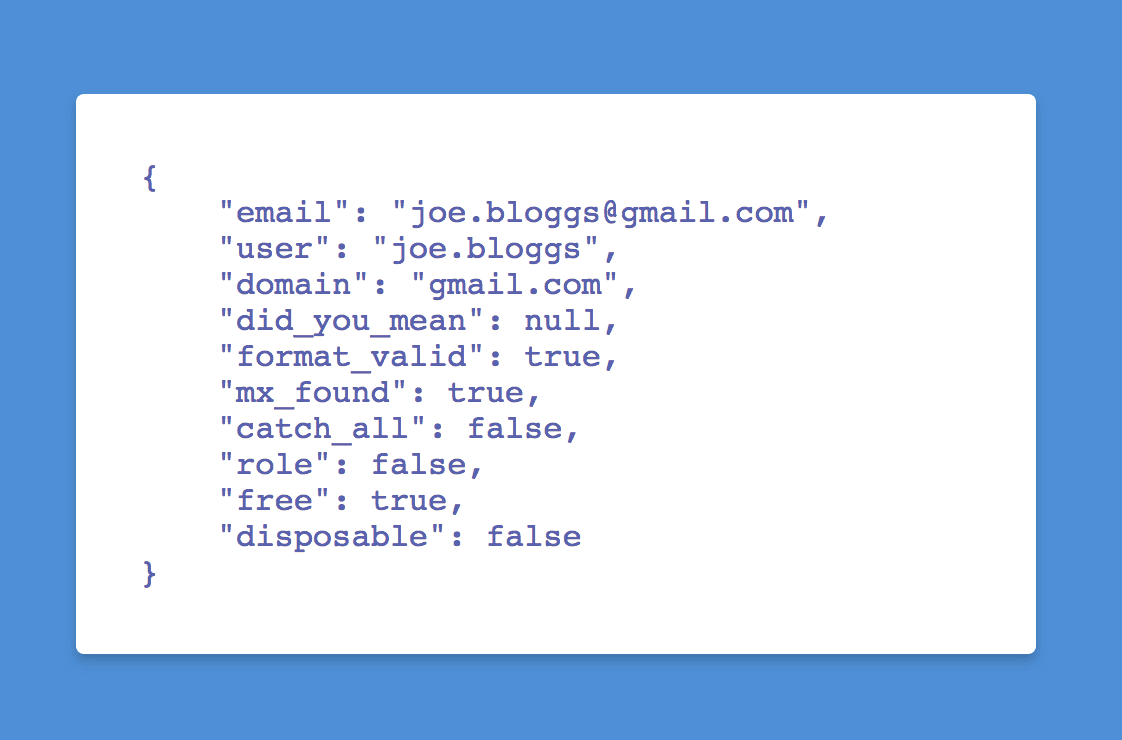 {
"email": "joe.bloggs@gmail.com",
"user": "joe.bloggs",
"domain": "gmail.com",
"did_you_mean": null,
"format_valid": true,
"mx_found": true,
"catch_all": false,
"role": false,
"free": true,
"disposable": false
}